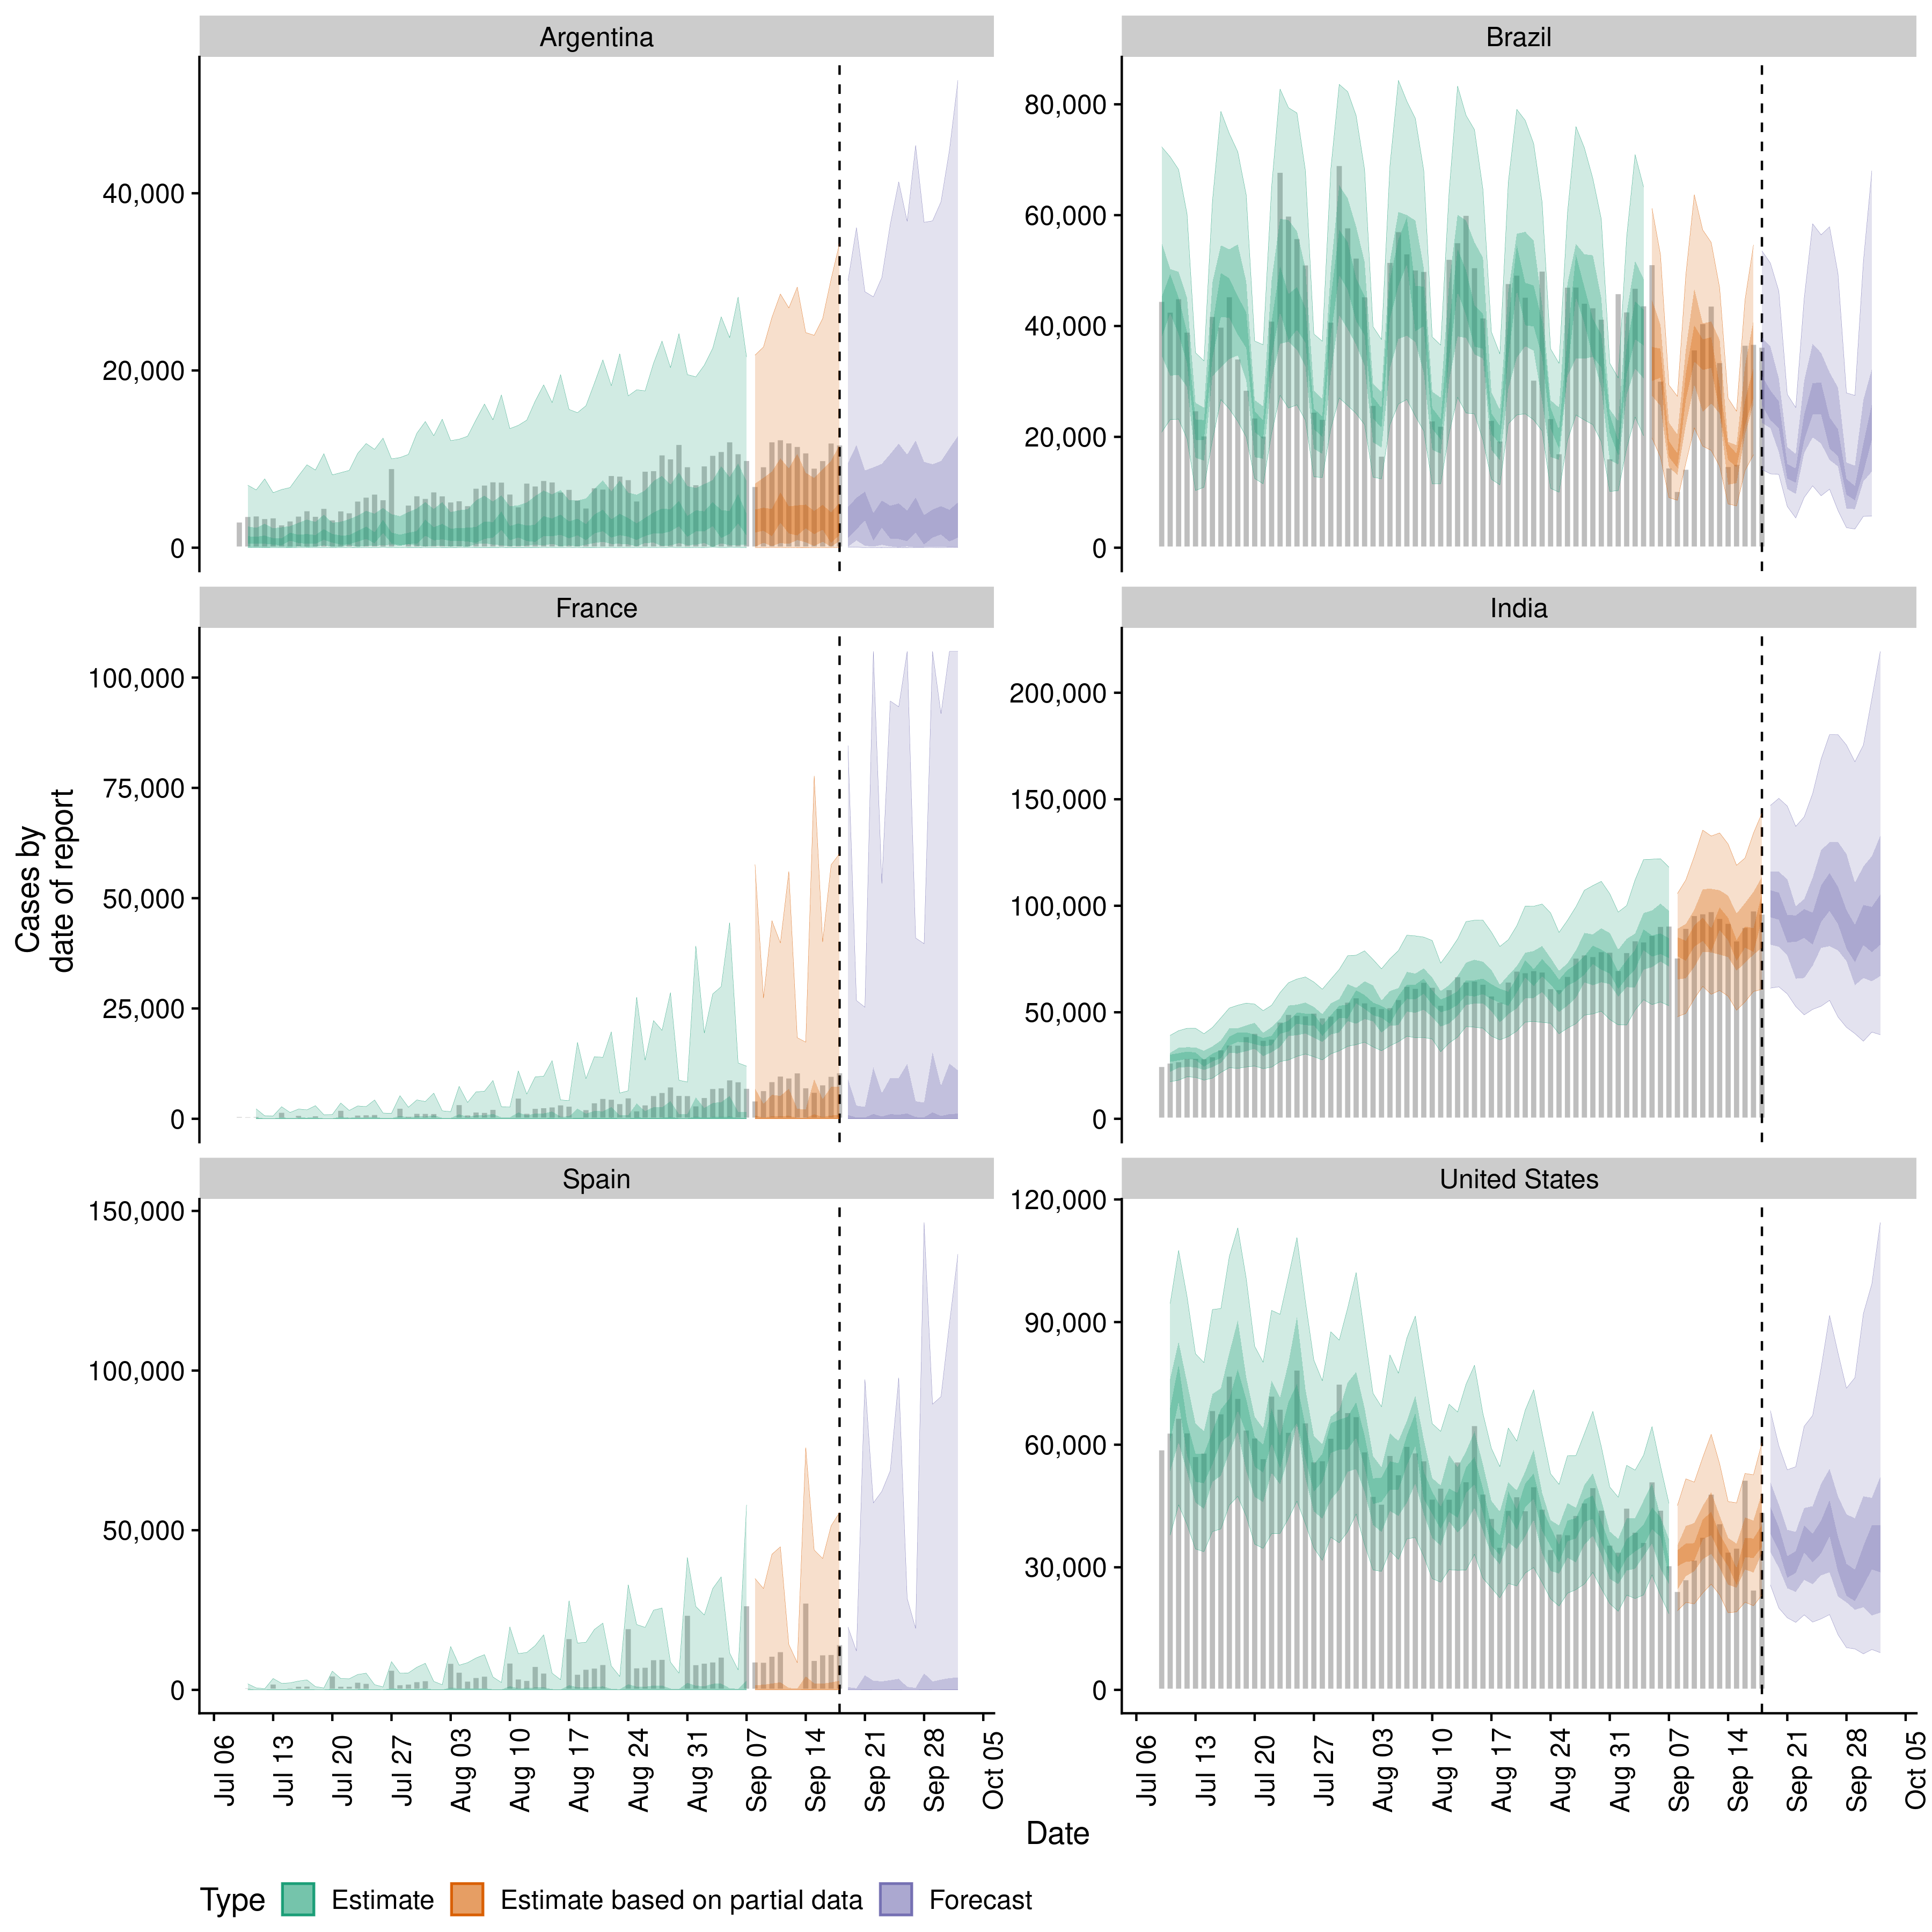 Argentina
Brazil
40,000
20,000
0
80,000
60,000
40,000
20,000
0
France
India
100,000
75,000
50,000
25,000
0
200,000
150,000
100,000
50,000
0
Cases by
date of report
Spain
United States
150,000
100,000
50,000
0
120,000
90,000
60,000
30,000
0
Jul 06
Jul 13
Jul 20
Jul 27
Aug 03
Aug 10
Aug 17
Aug 24
Aug 31
Sep 07
Sep 14
Sep 21
Sep 28
Oct 05
Jul 06
Jul 13
Jul 20
Jul 27
Aug 03
Aug 10
Aug 17
Aug 24
Aug 31
Sep 07
Sep 14
Sep 21
Sep 28
Oct 05
Date
Type Estimate Estimate based on partial data Forecast